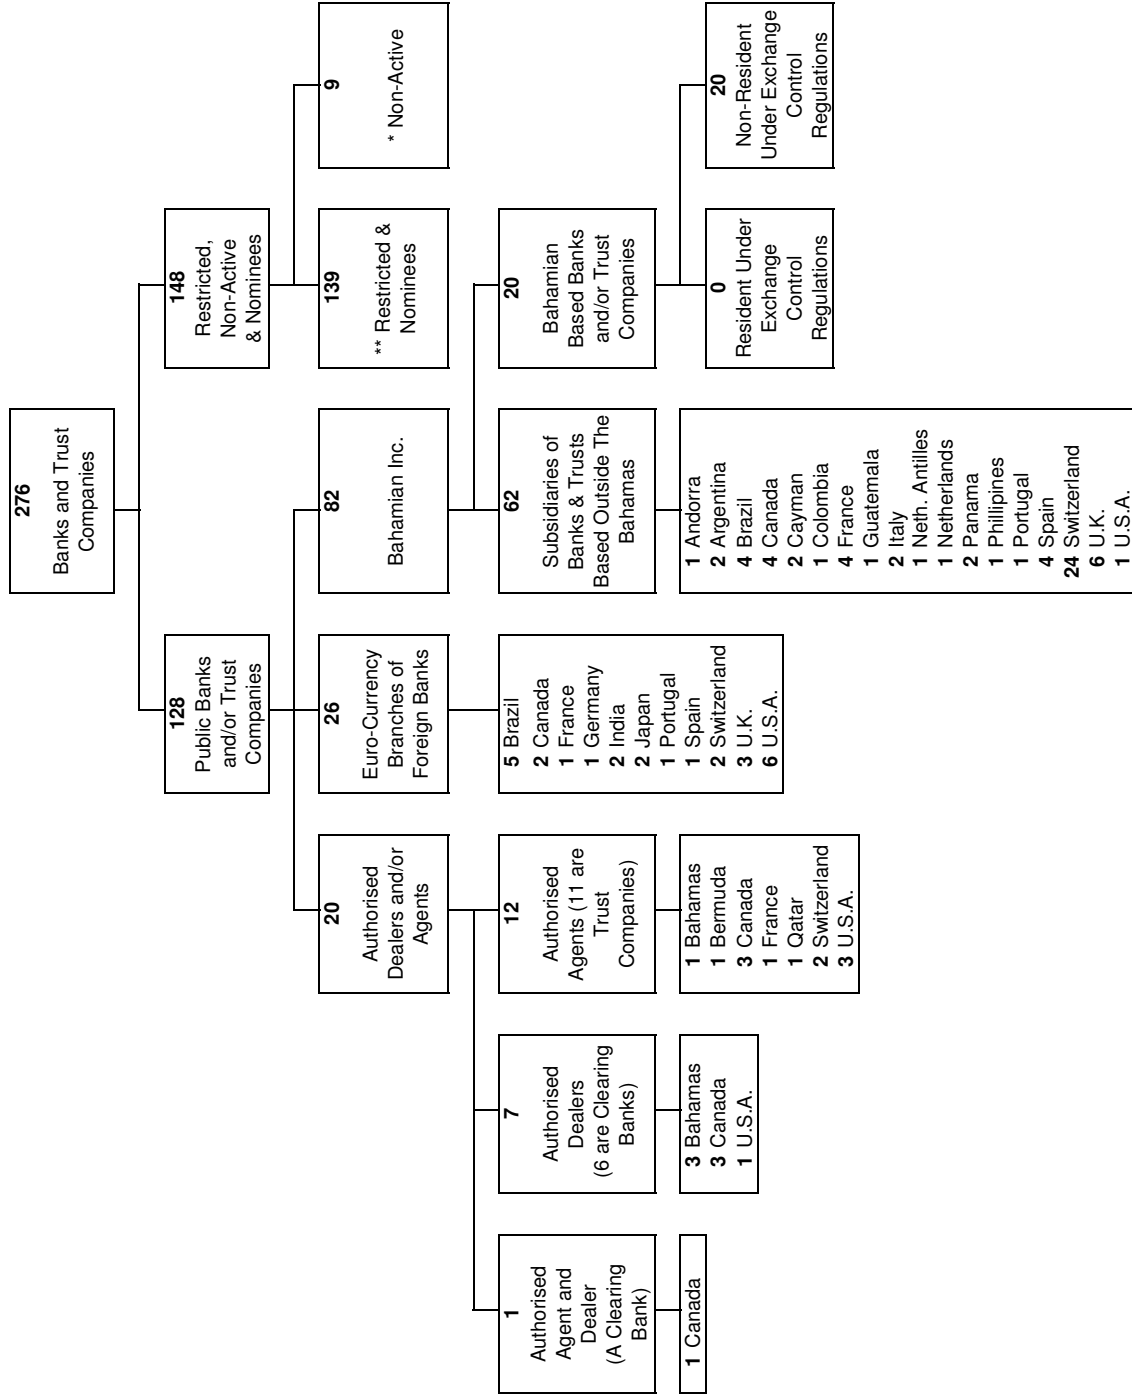 276
Banks and Trust
Companies
128
Public Banks
and/or Trust
Companies
148
Restricted,
Non-Active
& Nominees
20
Authorised
Dealers and/or
Agents
26
Euro-Currency
Branches of
Foreign Banks
82
Bahamian Inc.
139
** Restricted &
Nominees
9
* Non-Active
1
Authorised
Agent and
Dealer
(A Clearing
Bank)
7
Authorised
Dealers
(6 are Clearing
Banks)
12
Authorised
Agents (11 are
Trust
Companies)
5 Brazil
2 Canada
1 France
1 Germany
2 India
2 Japan
1 Portugal
1 Spain
2 Switzerland
3 U.K.
6 U.S.A.
62
Subsidiaries of
Banks & Trusts
Based Outside The
Bahamas
20
Bahamian
Based Banks
and/or Trust
Companies
1 Canada
3 Bahamas
3 Canada
1 U.S.A.
1 Bahamas
1 Bermuda
3 Canada
1 France
1 Qatar
2 Switzerland
3 U.S.A.
1 Andorra
2 Argentina
4 Brazil
4 Canada
2 Cayman
1 Colombia
4 France
1 Guatemala
2 Italy
1 Neth. Antilles
1 Netherlands
2 Panama
1 Phillipines
1 Portugal
4 Spain
24 Switzerland
6 U.K.
1 U.S.A.
0
Resident Under
Exchange
Control
Regulations
20
Non-Resident
Under Exchange
Control
Regulations